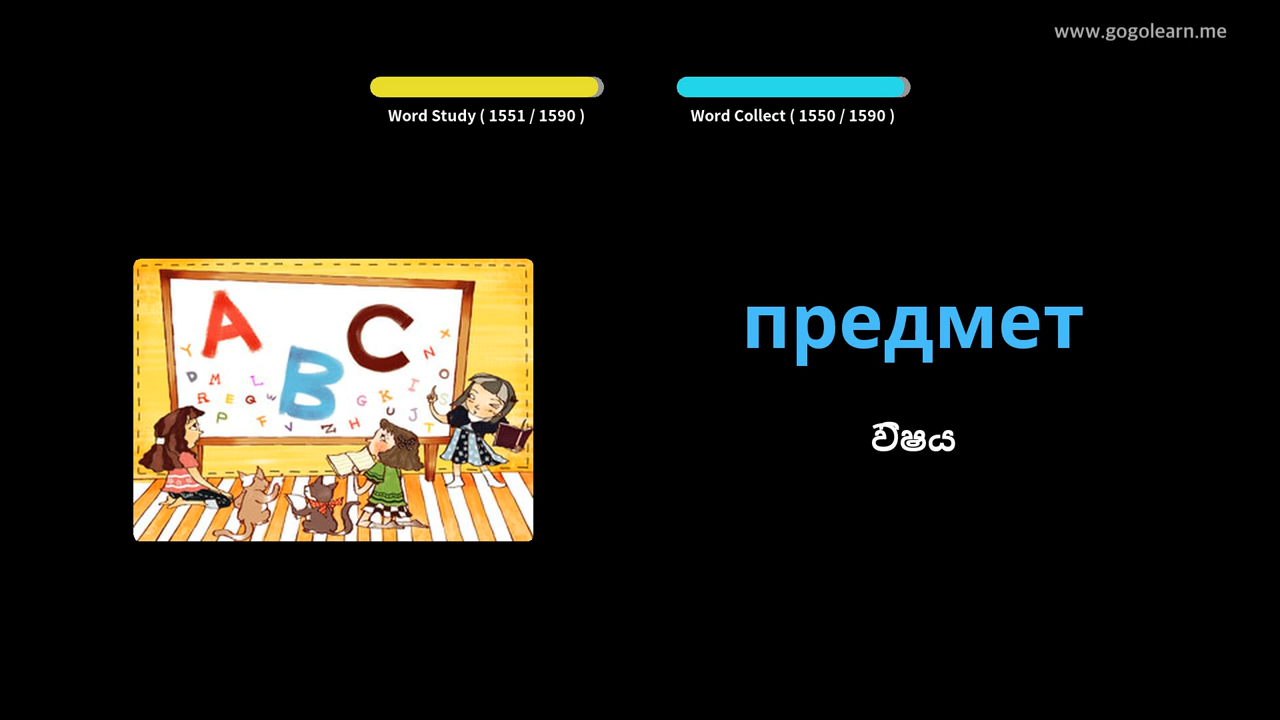 www.gogolearn.me
Word Study ( 1551 / 1590 )
Word Collect ( 1550 / 1590 )
A
B
C
Y
D M L
R E Q W
P F V Z H
G K I
U J T
X
N
O
S
предмет
විෂය